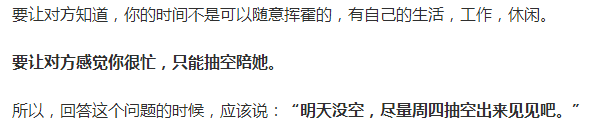 要让对方知道，你的时间不是可以随意挥霍的，有自己的生活，工作，休闲。
要让对方感觉你很忙，只能抽空陪她。
所以，回答这个问题的时候，应该说：“明天没空，尽量周四抽空出来见见吧。”